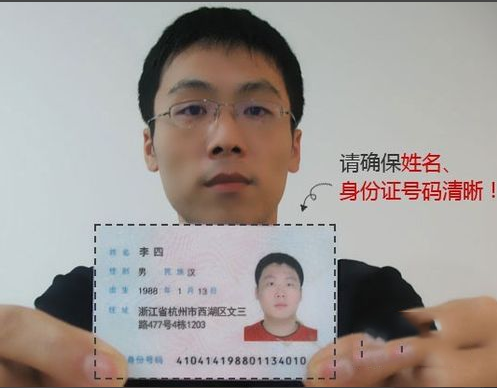 请确保姓名、
身份证号码清晰！
姓名 李四
性别 男 民族 汉
出生 1988 年 1 月 13 日
住址 浙江省杭州市西湖区文三
路477号4栋1203
身份号码 410414198801134010